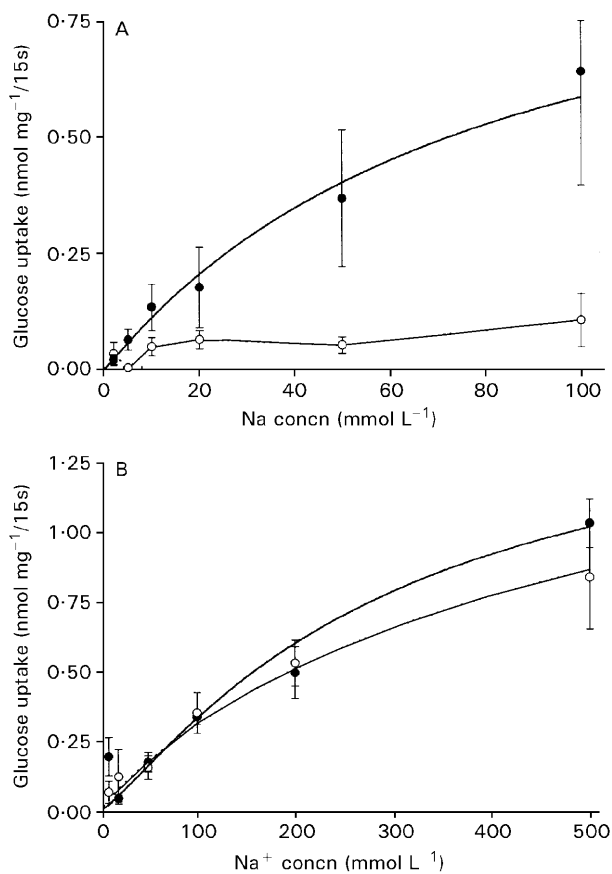 A
0·75
0·50
0·25
0·00
Glucose uptake (nmol mg⁻¹/15s)
0 20 40 60 80 100
Na concn (mmol L⁻¹)
B
1·25
1·00
0·75
0·50
0·25
0·00
Glucose uptake (nmol mg⁻¹/15s)
0 100 200 300 400 500
Na⁺ concn (mmol L⁻¹)